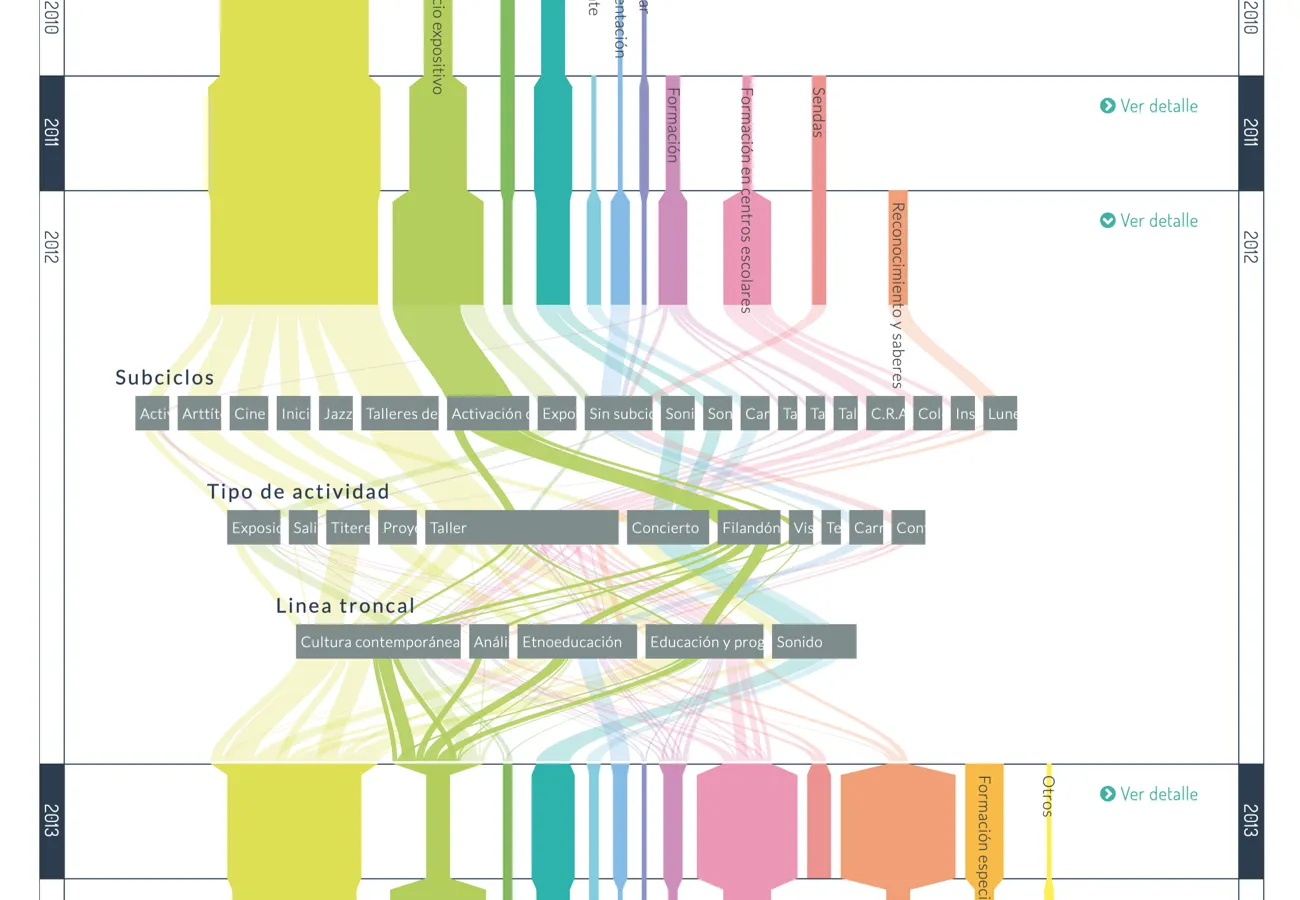 2010
cio expositivo
te
entación
ar
2010
2011
Formación
Formación en centros escolares
Sendas
Ver detalle
2011
2012
Reconocimiento y saberes
Ver detalle
2012
Subciclos
Acti Arttít Cine Inici Jazz Talleres de Activación Expo Sin subcic Soni Son Car Ta Ta Tal C.R.A Col Ins Lune
Tipo de actividad
Exposic Sali Titere Proye Taller Concierto Filandón Vis Te Carr Con
Linea troncal
Cultura contemporánea Anális Etnoeducación Educación y prog Sonido
2013
Formación especi
Otros
Ver detalle
2013